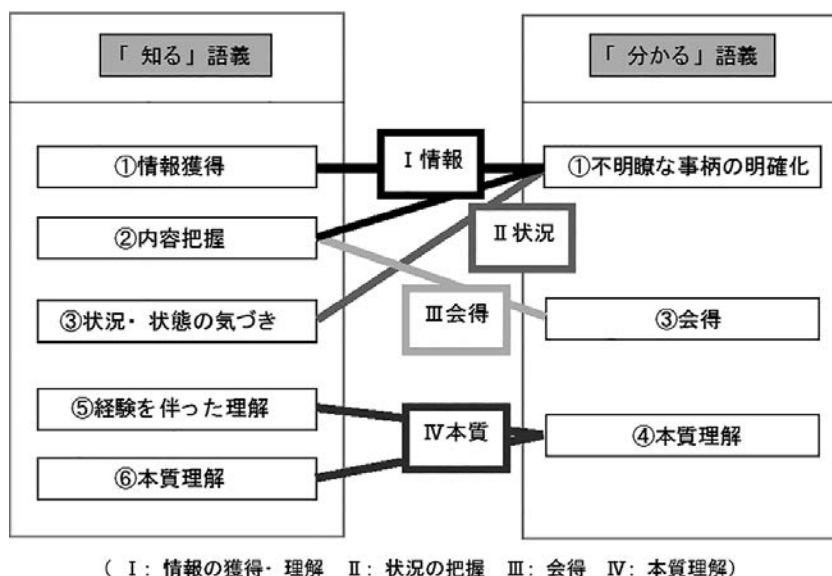 「 知る」語義
「 分かる」語義
①情報獲得
Ⅰ情報
①不明瞭な事柄の明確化
②内容把握
Ⅱ状況
③状況・状態の気づき
Ⅲ会得
③会得
⑤経験を伴った理解
Ⅳ本質
④本質理解
⑥本質理解
( Ⅰ: 情報の獲得・理解 Ⅱ: 状況の把握 Ⅲ: 会得 Ⅳ: 本質理解)